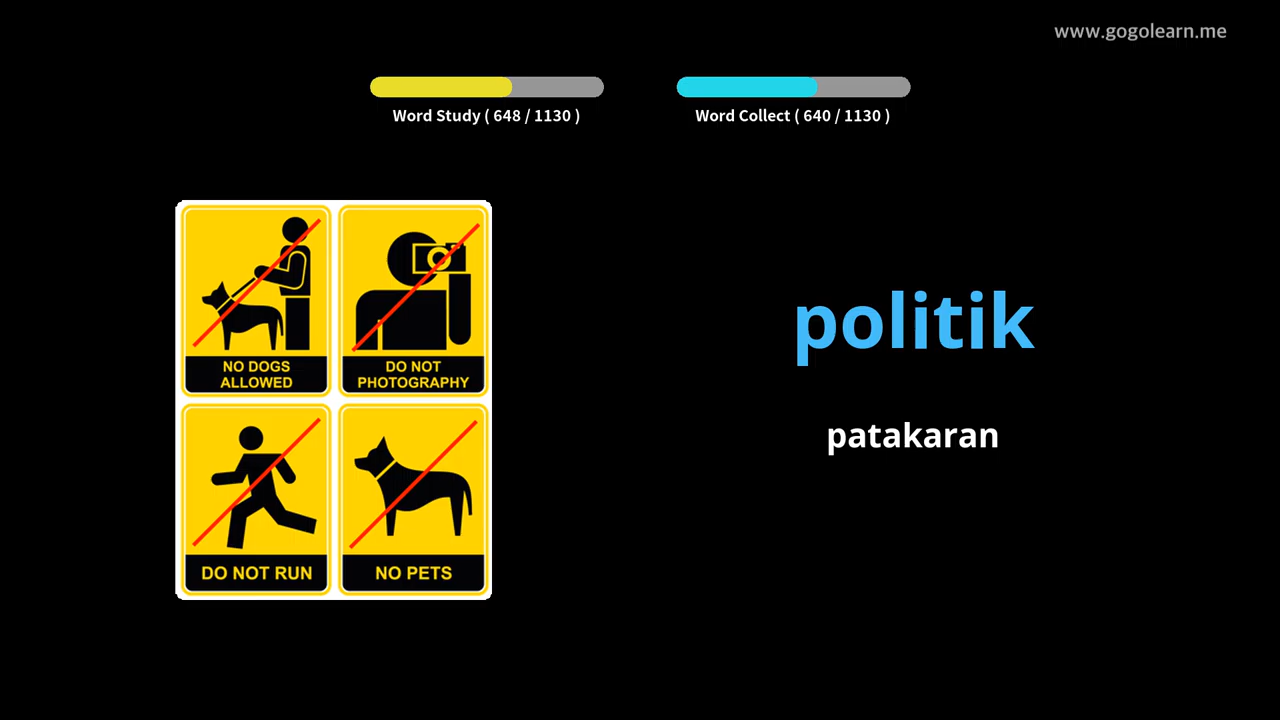 www.gogolearn.me
Word Study ( 648 / 1130 )
Word Collect ( 640 / 1130 )
NO DOGS
ALLOWED
DO NOT
PHOTOGRAPHY
DO NOT RUN
NO PETS
politik
patakaran